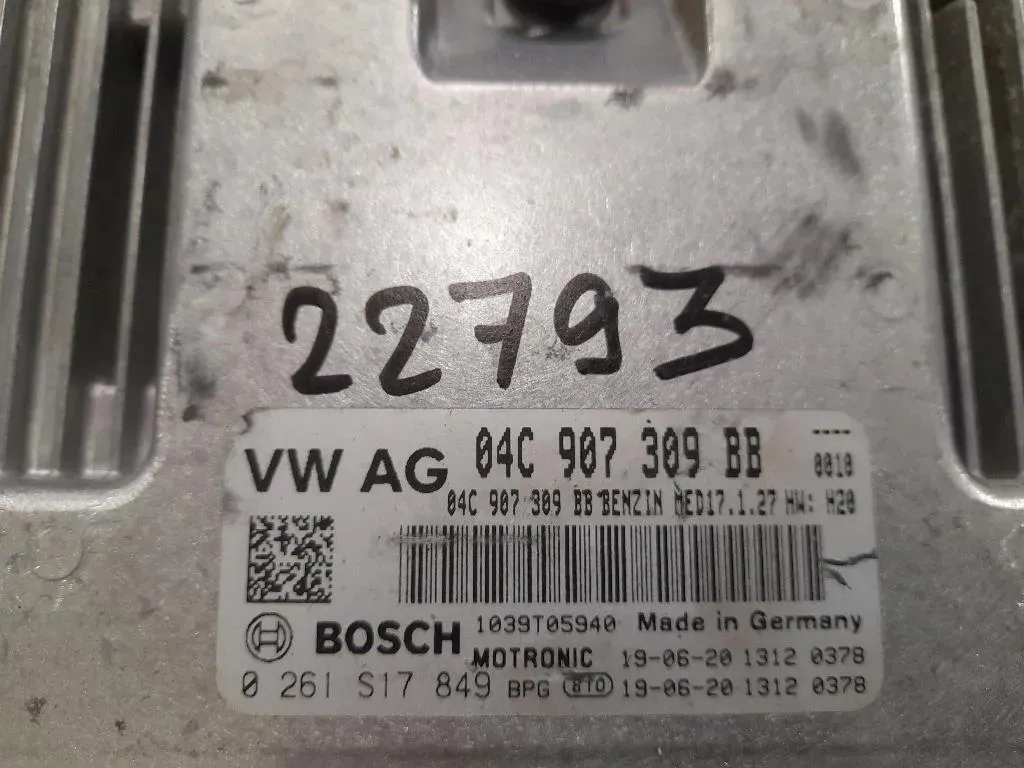 22793
VW AG 04C 907 309 BB ---- 0010
04C 907 309 BB BENZIN MED17.1.27 HW: H20
BOSCH 1039T05940 Made in Germany
MOTRONIC 19-06-20 1312 0378
0 261 S17 849 BPG BTO 19-06-20 1312 0378